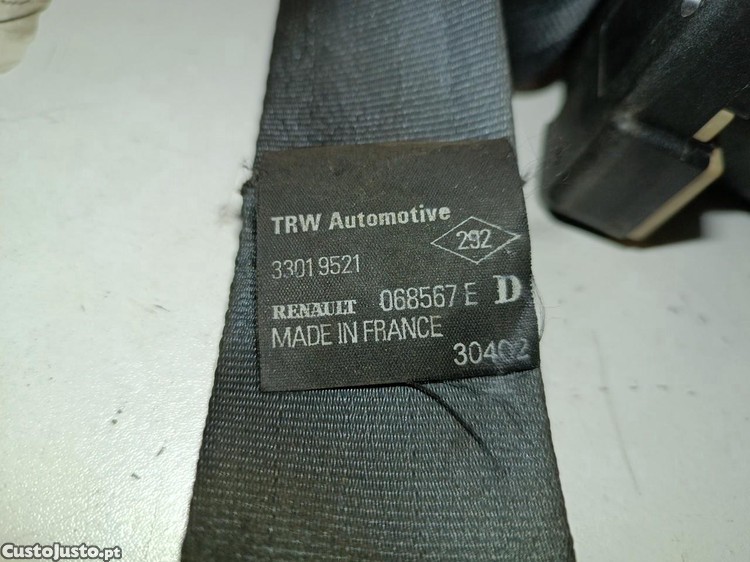 TRW Automotive
292
33019521
RENAULT 068567 E D
MADE IN FRANCE
30402
CustoJusto.pt